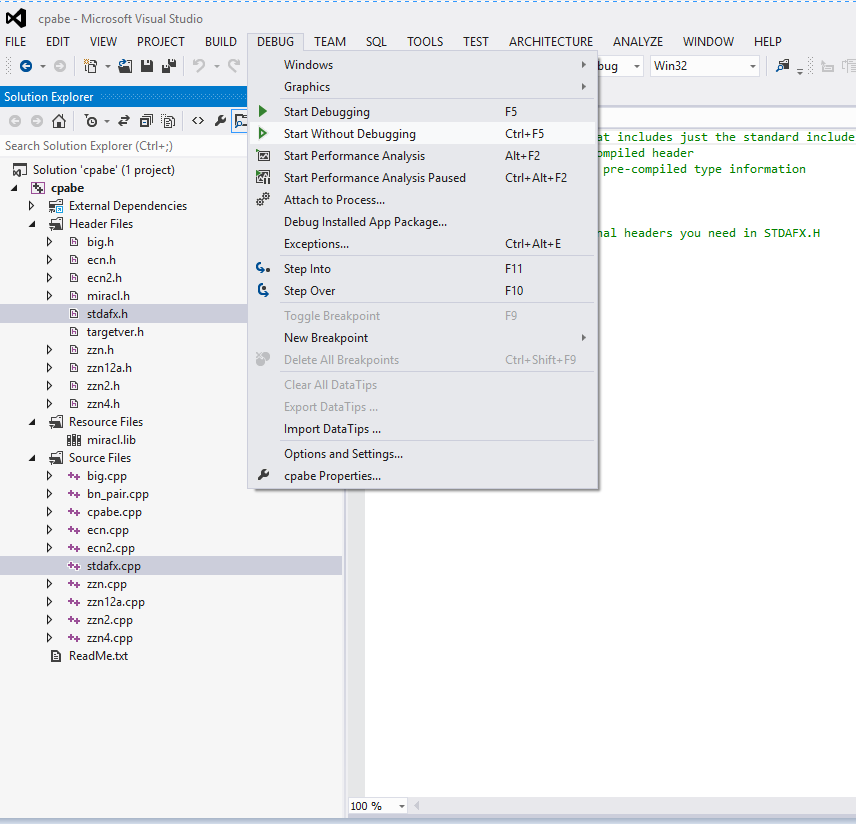 cpabe - Microsoft Visual Studio
FILE EDIT VIEW PROJECT BUILD DEBUG TEAM SQL TOOLS TEST ARCHITECTURE ANALYZE WINDOW HELP
bug Win32
Solution Explorer
Search Solution Explorer (Ctrl+;)
Solution 'cpabe' (1 project)
cpabe
External Dependencies
Header Files
big.h
ecn.h
ecn2.h
miracl.h
stdafx.h
targetver.h
zzn.h
zzn12a.h
zzn2.h
zzn4.h
Resource Files
miracl.lib
Source Files
big.cpp
bn_pair.cpp
cpabe.cpp
ecn.cpp
ecn2.cpp
stdafx.cpp
zzn.cpp
zzn12a.cpp
zzn2.cpp
zzn4.cpp
ReadMe.txt
Windows
Graphics
Start Debugging F5
Start Without Debugging Ctrl+F5
Start Performance Analysis Alt+F2
Start Performance Analysis Paused Ctrl+Alt+F2
Attach to Process...
Debug Installed App Package...
Exceptions... Ctrl+Alt+E
Step Into F11
Step Over F10
Toggle Breakpoint F9
New Breakpoint
Delete All Breakpoints Ctrl+Shift+F9
Clear All DataTips
Export DataTips ...
Import DataTips ...
Options and Settings...
cpabe Properties...
at includes just the standard include
ompiled header
pre-compiled type information
nal headers you need in STDAFX.H
100 %